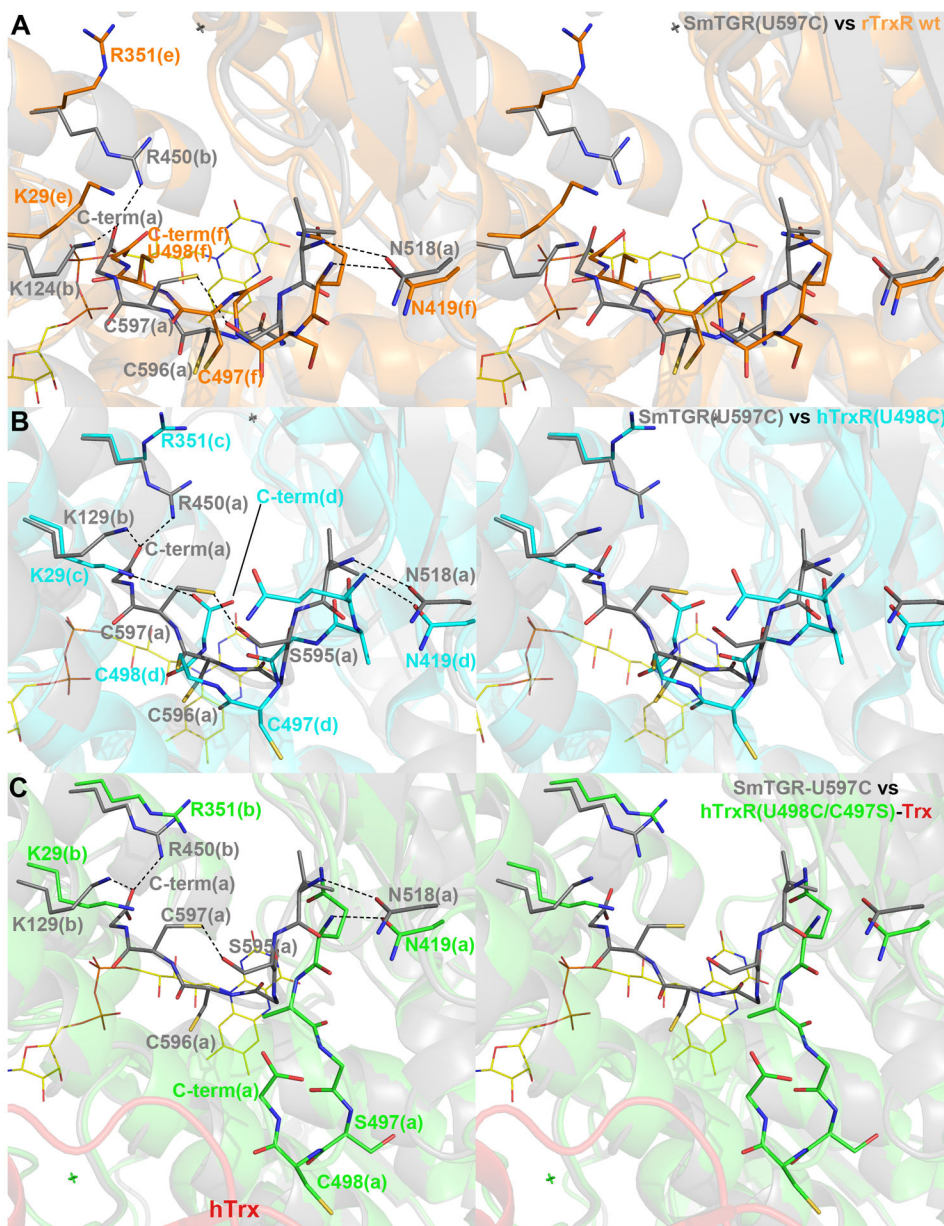 A
SmTGR(U597C) vs rTrxR wt
R351(e)
R450(b)
K29(e)
C-term(a)
C-term(f)
U498(f)
N518(a)
K124(b)
N419(f)
C597(a)
C596(a)
C497(f)
B
SmTGR(U597C) vs hTrxR(U498C)
R351(c)
C-term(d)
R450(a)
K129(b)
C-term(a)
K29(c)
N518(a)
C597(a)
S595(a)
N419(d)
C498(d)
C596(a)
C497(d)
C
SmTGR-U597C vs
hTrxR(U498C/C497S)-Trx
R351(b)
K29(b)
R450(b)
C-term(a)
N518(a)
K129(b)
C597(a)
S595(a)
N419(a)
C596(a)
C-term(a)
S497(a)
C498(a)
hTrx